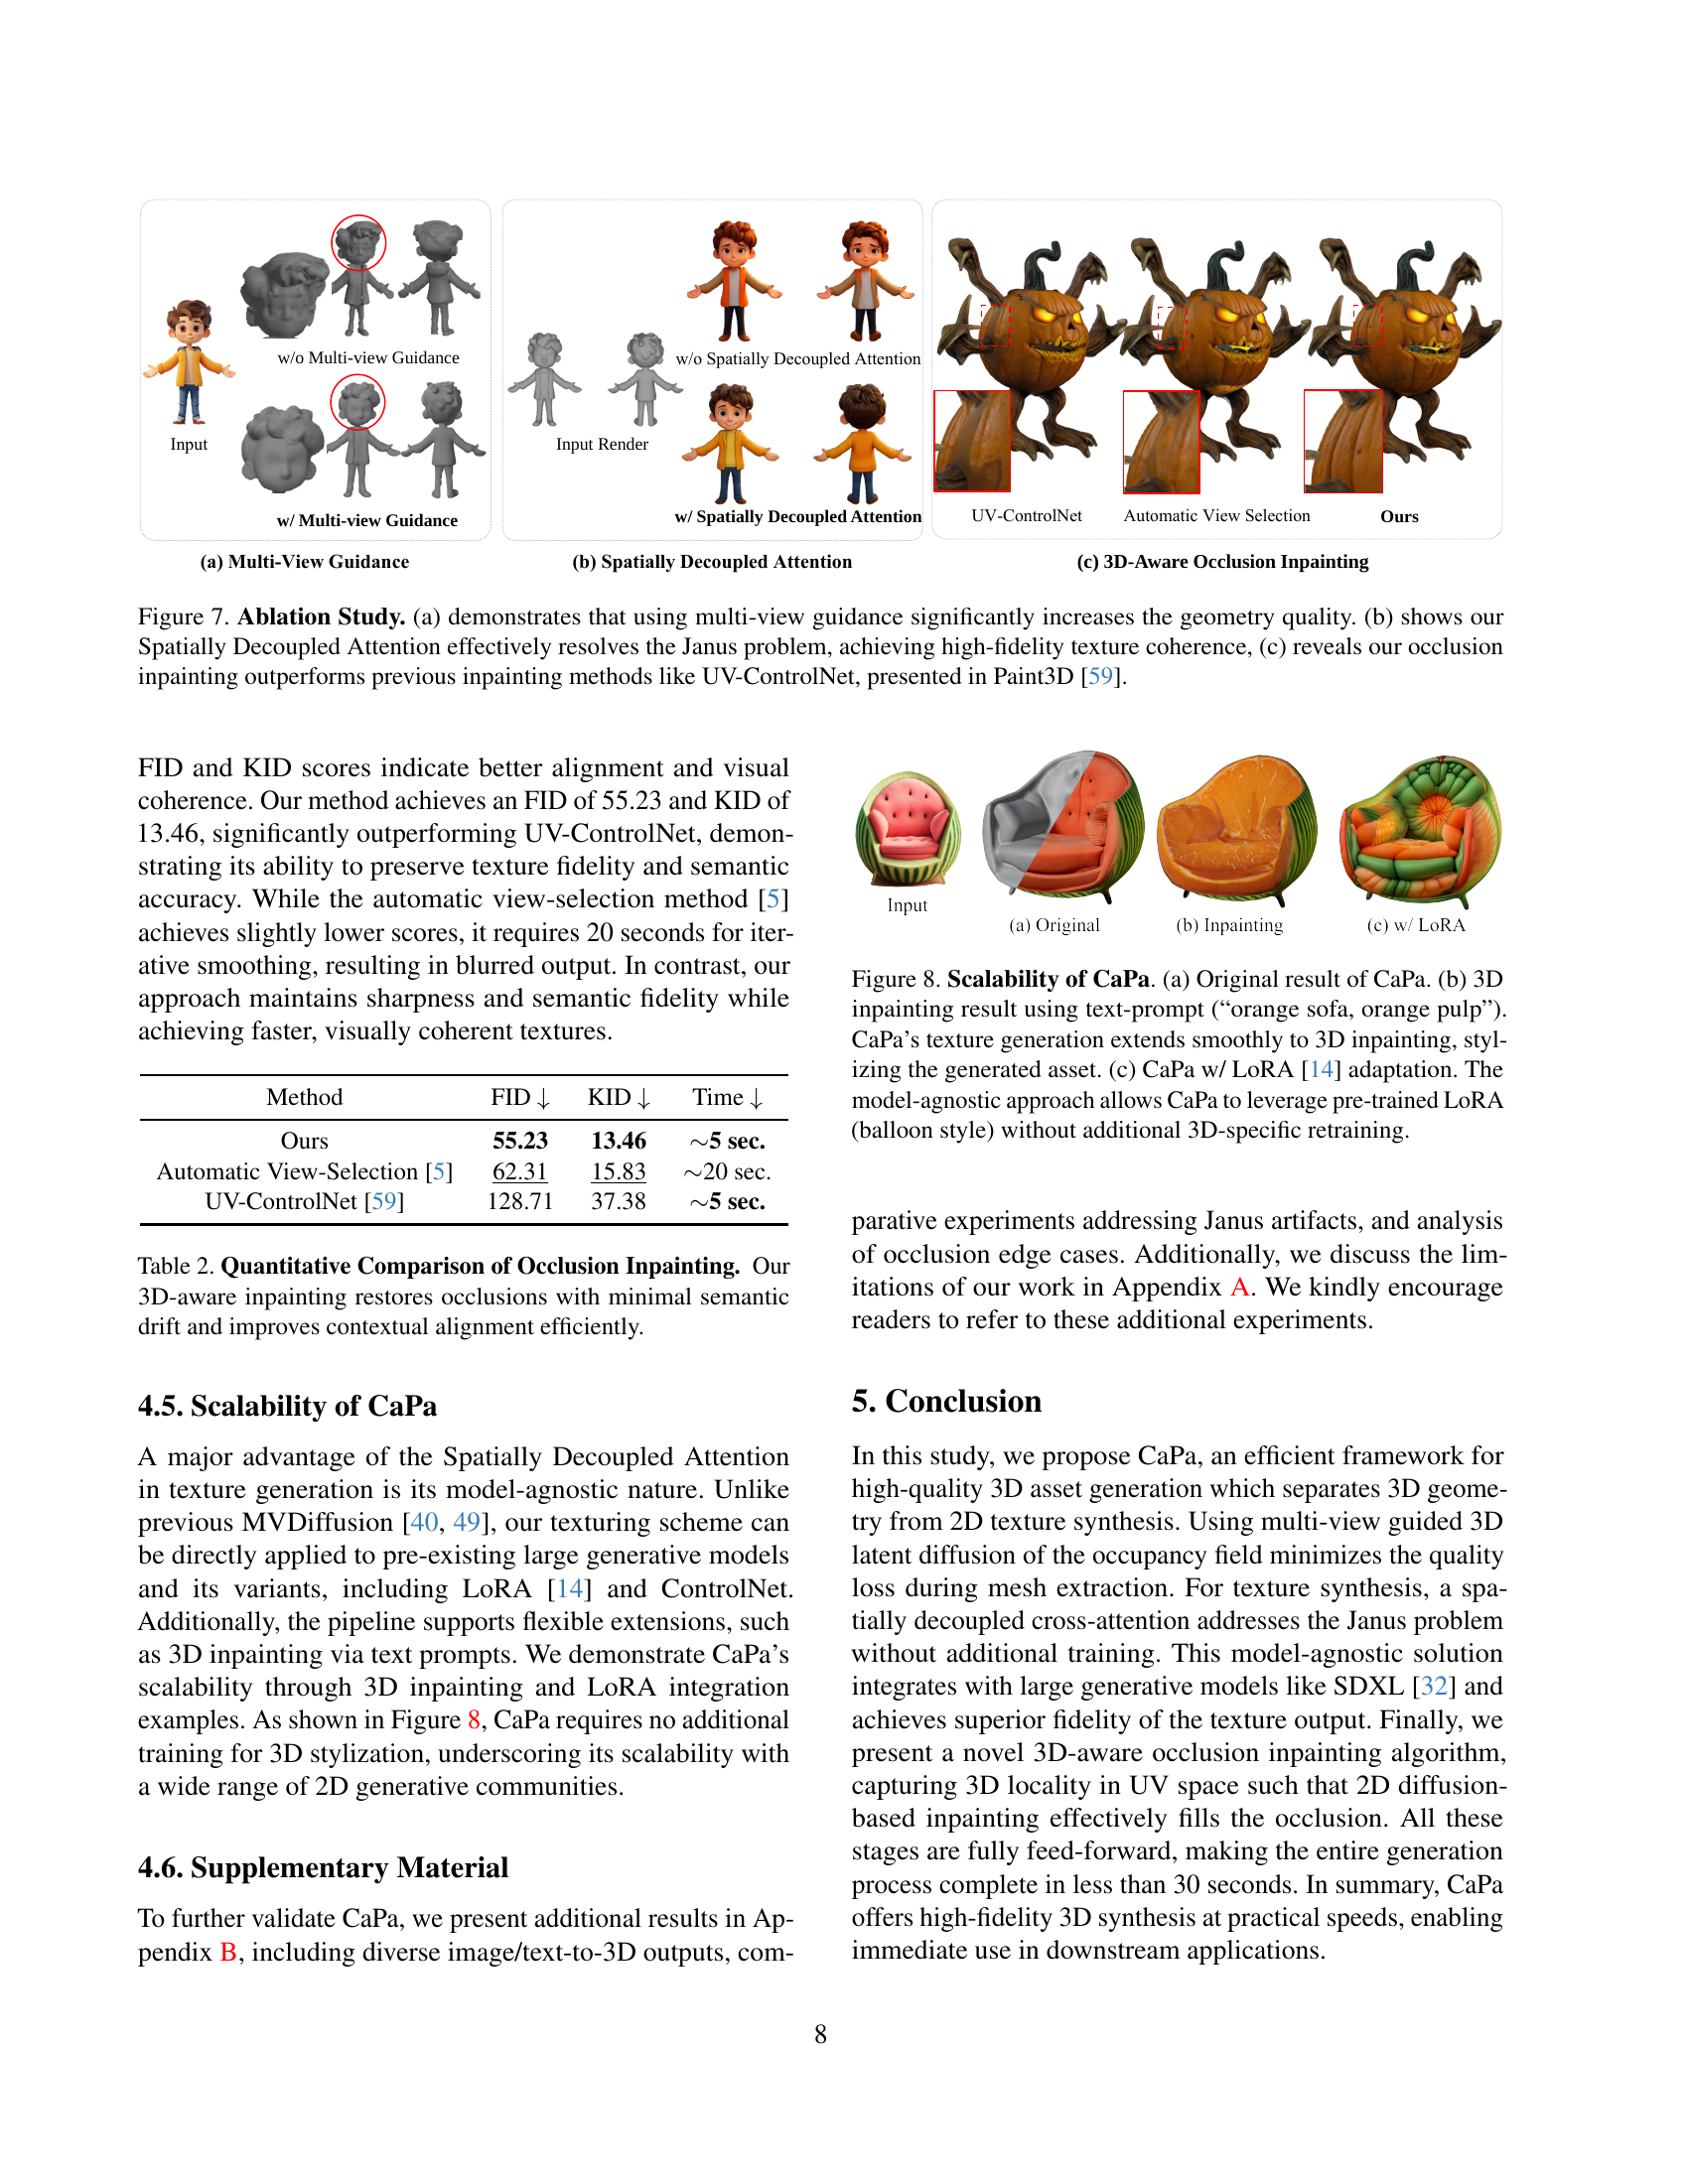 w/o Multi-view Guidance
Input
w/ Multi-view Guidance
(a) Multi-View Guidance
w/o Spatially Decoupled Attention
Input Render
w/ Spatially Decoupled Attention
(b) Spatially Decoupled Attention
UV-ControlNet
Automatic View Selection
Ours
(c) 3D-Aware Occlusion Inpainting
Figure 7. Ablation Study. (a) demonstrates that using multi-view guidance significantly increases the geometry quality. (b) shows our
Spatially Decoupled Attention effectively resolves the Janus problem, achieving high-fidelity texture coherence, (c) reveals our occlusion
inpainting outperforms previous inpainting methods like UV-ControlNet, presented in Paint3D [59].
FID and KID scores indicate better alignment and visual
coherence. Our method achieves an FID of 55.23 and KID of
13.46, significantly outperforming UV-ControlNet, demon-
strating its ability to preserve texture fidelity and semantic
accuracy. While the automatic view-selection method [5]
achieves slightly lower scores, it requires 20 seconds for iter-
ative smoothing, resulting in blurred output. In contrast, our
approach maintains sharpness and semantic fidelity while
achieving faster, visually coherent textures.
Method FID ↓ KID ↓ Time ↓
Ours 55.23 13.46 ∼5 sec.
Automatic View-Selection [5] 62.31 15.83 ∼20 sec.
UV-ControlNet [59] 128.71 37.38 ∼5 sec.
Table 2. Quantitative Comparison of Occlusion Inpainting. Our
3D-aware inpainting restores occlusions with minimal semantic
drift and improves contextual alignment efficiently.
4.5. Scalability of CaPa
A major advantage of the Spatially Decoupled Attention
in texture generation is its model-agnostic nature. Unlike
previous MVDiffusion [40, 49], our texturing scheme can
be directly applied to pre-existing large generative models
and its variants, including LoRA [14] and ControlNet.
Additionally, the pipeline supports flexible extensions, such
as 3D inpainting via text prompts. We demonstrate CaPa's
scalability through 3D inpainting and LoRA integration
examples. As shown in Figure 8, CaPa requires no additional
training for 3D stylization, underscoring its scalability with
a wide range of 2D generative communities.
4.6. Supplementary Material
To further validate CaPa, we present additional results in Ap-
pendix B, including diverse image/text-to-3D outputs, com-
Input
(a) Original
(b) Inpainting
(c) w/ LoRA
Figure 8. Scalability of CaPa. (a) Original result of CaPa. (b) 3D
inpainting result using text-prompt (“orange sofa, orange pulp”).
CaPa's texture generation extends smoothly to 3D inpainting, styl-
izing the generated asset. (c) CaPa w/ LoRA [14] adaptation. The
model-agnostic approach allows CaPa to leverage pre-trained LoRA
(balloon style) without additional 3D-specific retraining.
parative experiments addressing Janus artifacts, and analysis
of occlusion edge cases. Additionally, we discuss the lim-
itations of our work in Appendix A. We kindly encourage
readers to refer to these additional experiments.
5. Conclusion
In this study, we propose CaPa, an efficient framework for
high-quality 3D asset generation which separates 3D geome-
try from 2D texture synthesis. Using multi-view guided 3D
latent diffusion of the occupancy field minimizes the quality
loss during mesh extraction. For texture synthesis, a spa-
tially decoupled cross-attention addresses the Janus problem
without additional training. This model-agnostic solution
integrates with large generative models like SDXL [32] and
achieves superior fidelity of the texture output. Finally, we
present a novel 3D-aware occlusion inpainting algorithm,
capturing 3D locality in UV space such that 2D diffusion-
based inpainting effectively fills the occlusion. All these
stages are fully feed-forward, making the entire generation
process complete in less than 30 seconds. In summary, CaPa
offers high-fidelity 3D synthesis at practical speeds, enabling
immediate use in downstream applications.
8